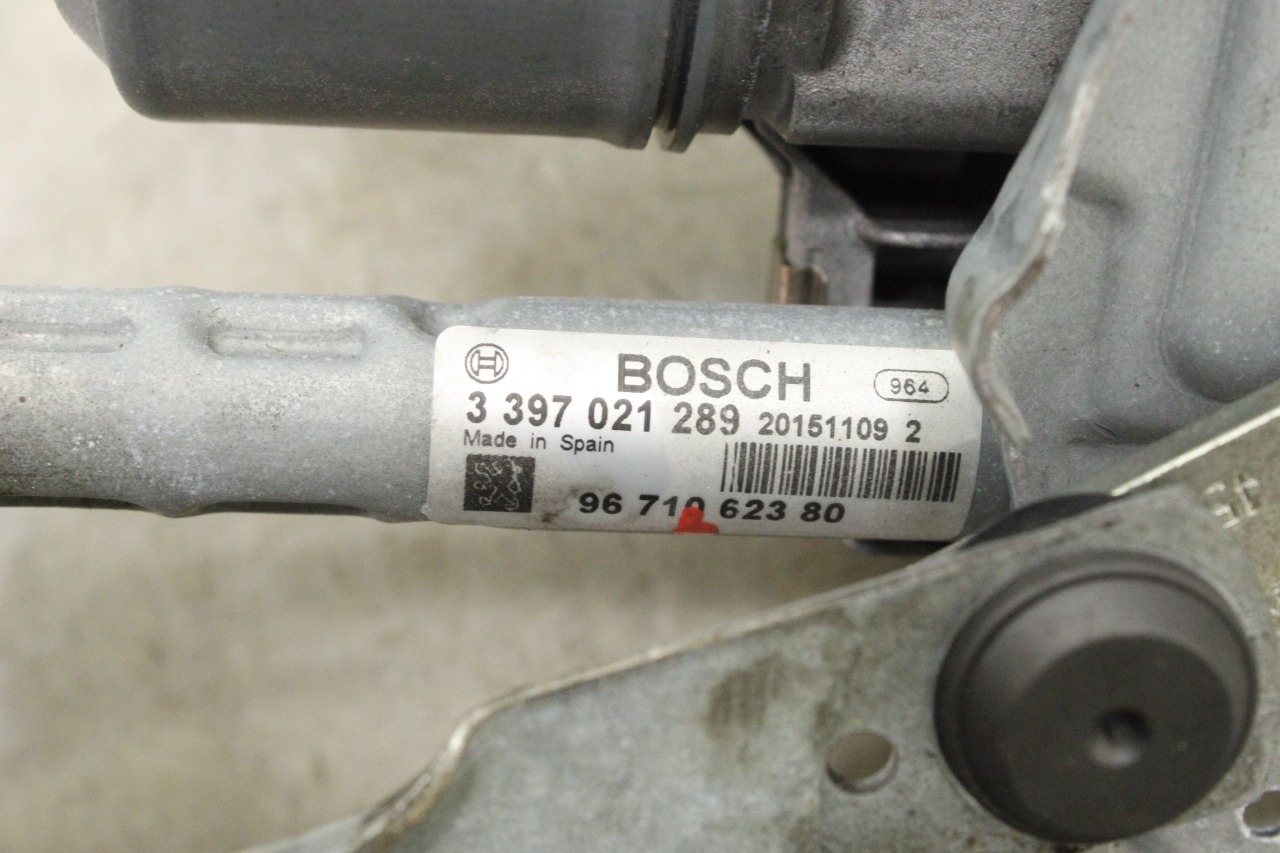 BOSCH 964
3 397 021 289 20151109 2
Made in Spain
96 710 623 80